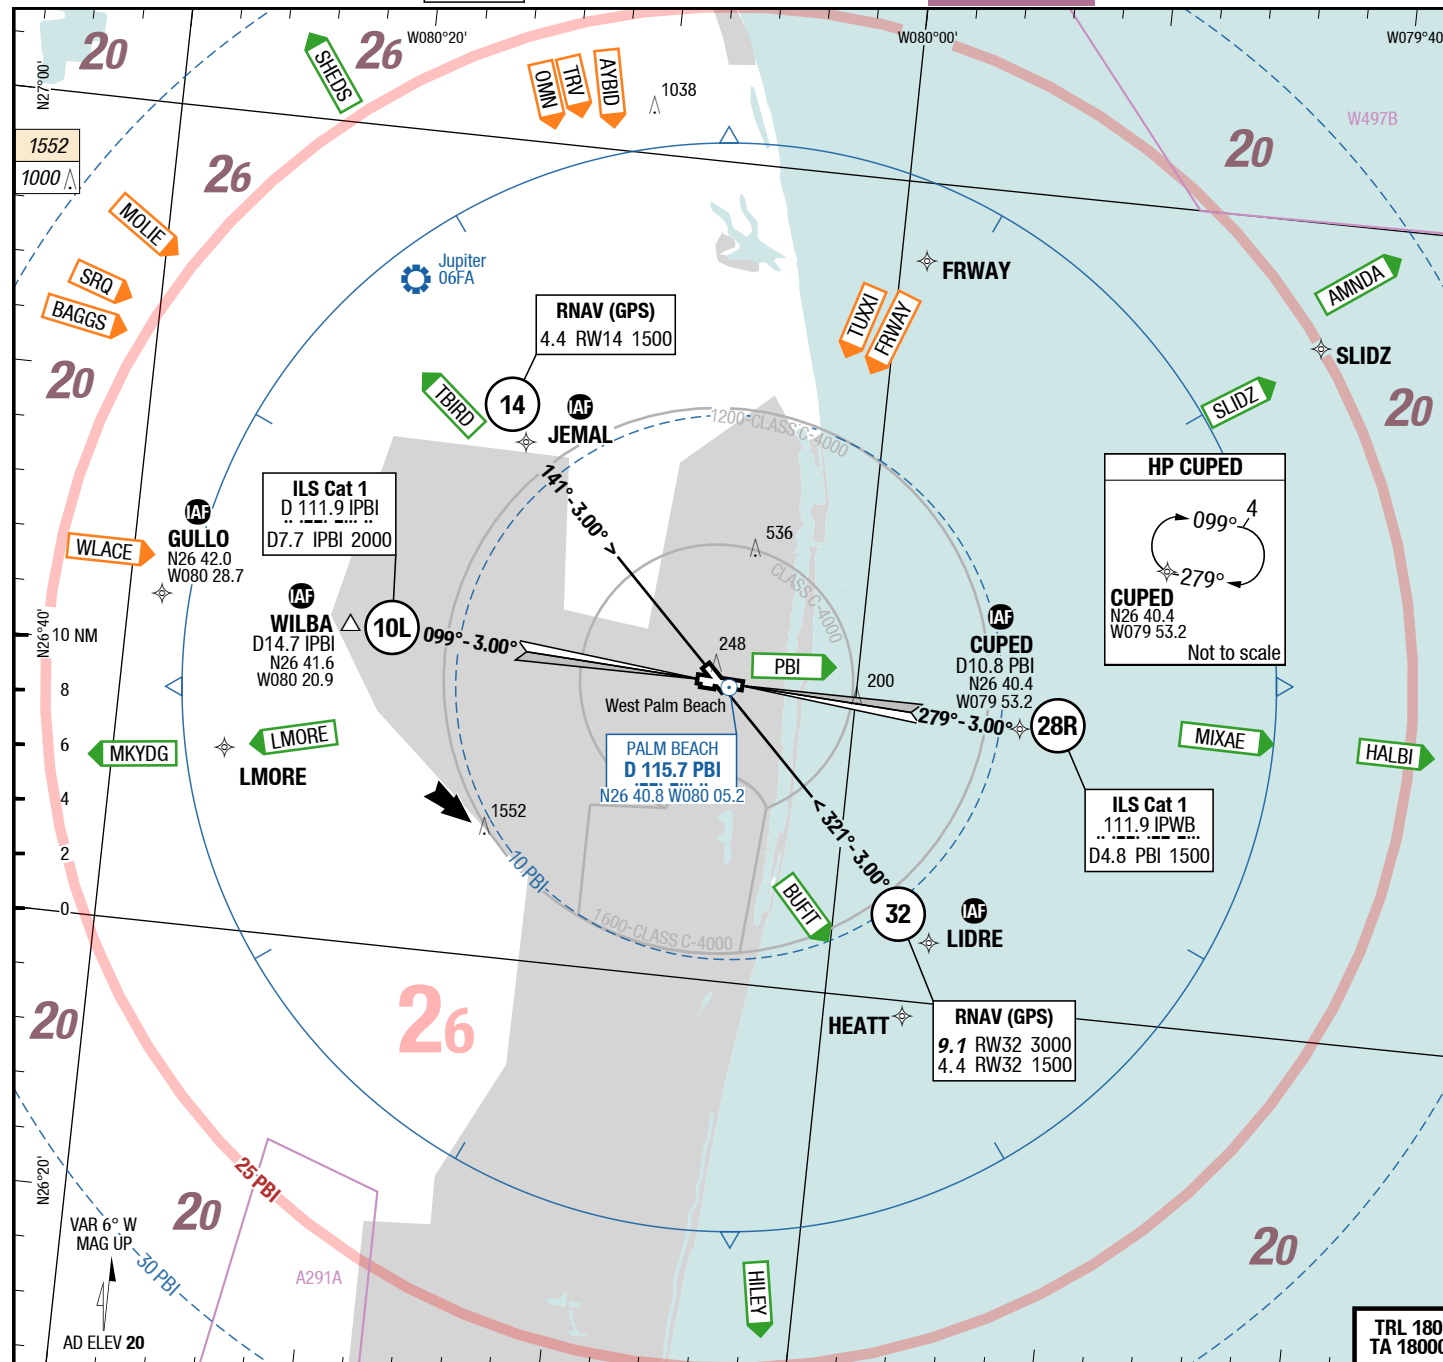 W080°20'
W080°00'
W079°40
N27°00'
20
26
SHEDS
OMN
TRV
AYBID
1038
W497B
20
1552
1000
26
MOLIE
SRQ
BAGGS
Jupiter
06FA
FRWAY
AMNDA
TUXXI
FRWAY
SLIDZ
RNAV (GPS)
4.4 RW14 1500
20
TBIRD
14
IAF
JEMAL
1200-CLASS C-4000
SLIDZ
20
HP CUPED
099°
4
279°
CUPED
N26 40.4
W079 53.2
Not to scale
ILS Cat 1
D 111.9 IPBI
D7.7 IPBI 2000
141°-3.00° >
IAF
GULLO
N26 42.0
W080 28.7
WLACE
536
CLASS C-4000
IAF
WILBA
D14.7 IPBI
N26 41.6
W080 20.9
10L
099°-3.00°
N26°40'
10 NM
8
6
4
2
0
248
PBI
200
West Palm Beach
IAF
CUPED
D10.8 PBI
N26 40.4
W079 53.2
279°-3.00°
28R
PALM BEACH
D 115.7 PBI
N26 40.8 W080 05.2
MKYDG
LMORE
LMORE
MIXAE
HALBI
ILS Cat 1
111.9 IPWB
D4.8 PBI 1500
1552
10 PBI
< 321°-3.00°
BUFIT
32
IAF
LIDRE
1600-CLASS C-4000
HEATT
RNAV (GPS)
9.1 RW32 3000
4.4 RW32 1500
26
20
N26°20'
25 PBI
20
VAR 6° W
MAG UP
30 PBI
A291A
AD ELEV 20
HILEY
20
TRL 180
TA 18000